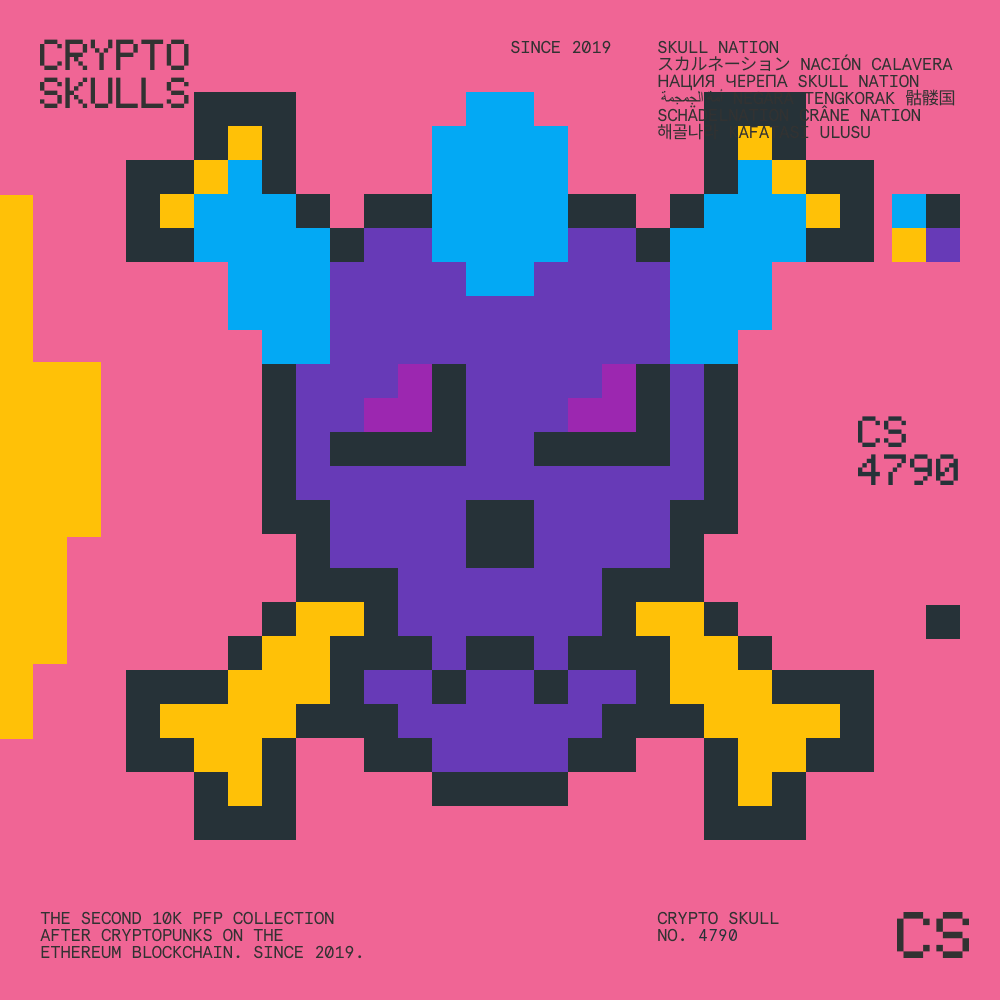 CRYPTO
SKULLS
SINCE 2019
SKULL NATION
スカルネーション NACIÓN CALAVERA
НАЦИЯ ЧЕРЕПА SKULL NATION
TENGKORAK 骷髅国
CRÂNE NATION
해골나 ULUSU
CS
4790
THE SECOND 10K PFP COLLECTION
AFTER CRYPTOPUNKS ON THE
ETHEREUM BLOCKCHAIN. SINCE 2019.
CRYPTO SKULL
NO. 4790
CS